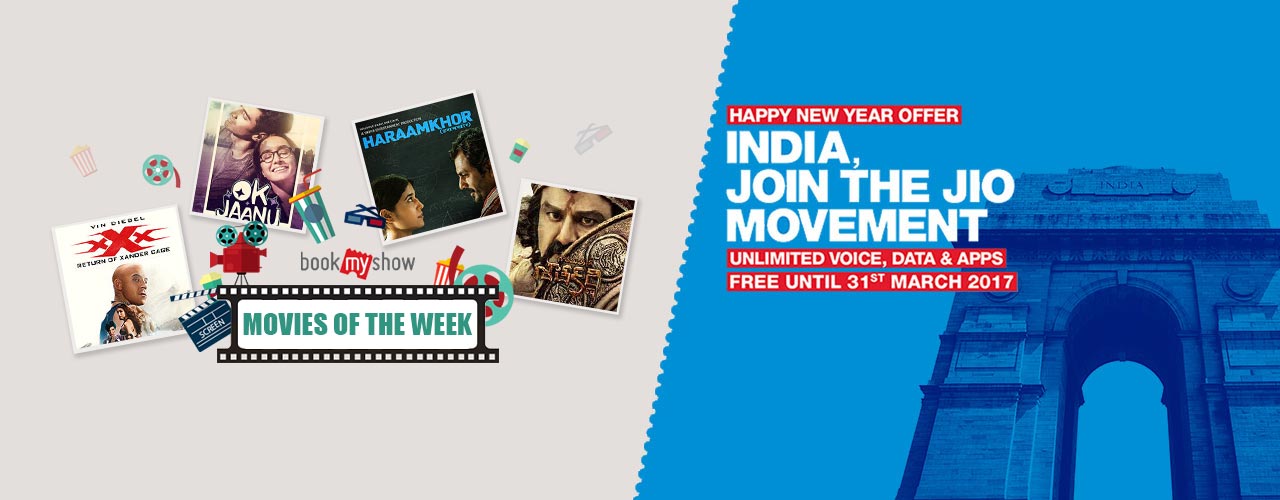 VIN DIESEL
xXx
RETURN OF XANDER CAGE
OK
JAANU
HARAAMKHOR
bookmyshow
SCREEN
MOVIES OF THE WEEK
HAPPY NEW YEAR OFFER
INDIA,
JOIN THE JIO
MOVEMENT
UNLIMITED VOICE, DATA & APPS
FREE UNTIL 31ST MARCH 2017
INDIA